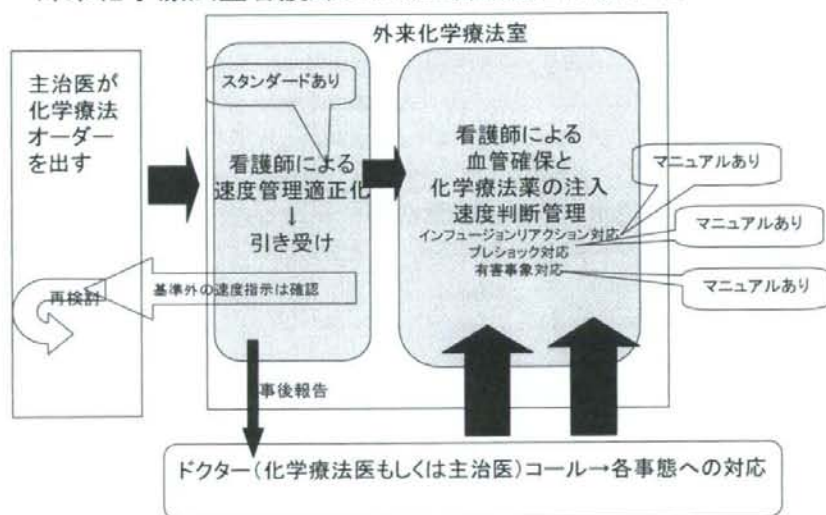 外来化学療法室
主治医が
化学療法
オーダー
を出す
スタンダードあり
看護師による
速度管理適正化
↓
引き受け
看護師による
血管確保と
化学療法薬の注入
速度判断管理
インフュージョンリアクション対応
プレショック対応
有害事象対応
マニュアルあり
マニュアルあり
マニュアルあり
再検討
基準外の速度指示は確認
事後報告
ドクター(化学療法医もしくは主治医)コール→各事態への対応